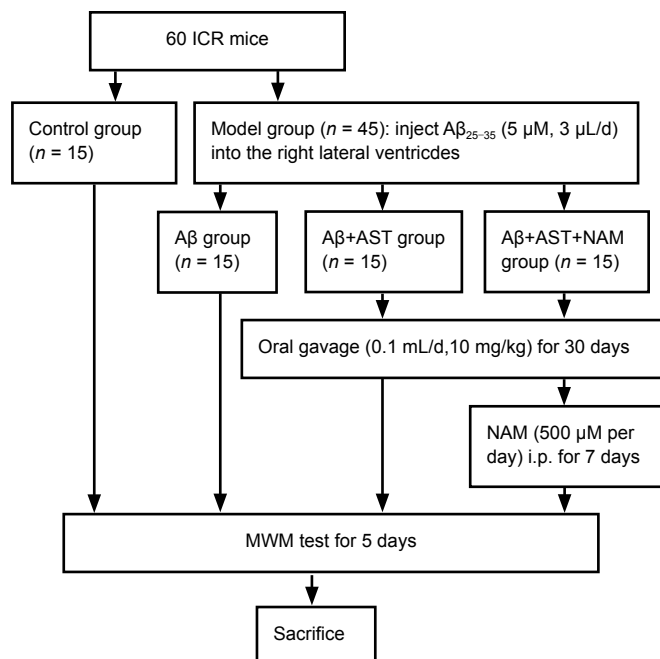 60 ICR mice
Control group
(n = 15)
Model group (n = 45): inject Aβ25–35 (5 μM, 3 μL/d)
into the right lateral ventricdes
Aβ group
(n = 15)
Aβ+AST group
(n = 15)
Aβ+AST+NAM
group (n = 15)
Oral gavage (0.1 mL/d,10 mg/kg) for 30 days
NAM (500 μM per
day) i.p. for 7 days
MWM test for 5 days
Sacrifice